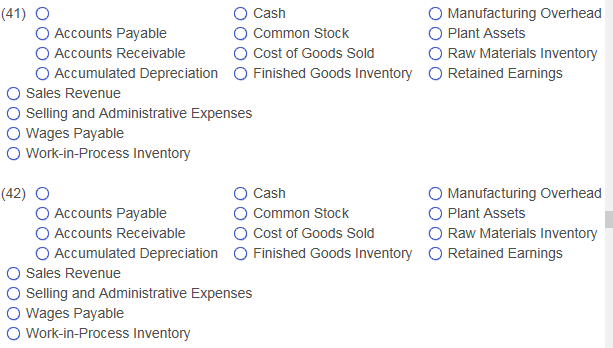 (41) Cash Manufacturing Overhead
Accounts Payable Common Stock Plant Assets
Accounts Receivable Cost of Goods Sold Raw Materials Inventory
Accumulated Depreciation Finished Goods Inventory Retained Earnings
Sales Revenue
Selling and Administrative Expenses
Wages Payable
Work-in-Process Inventory
(42) Cash Manufacturing Overhead
Accounts Payable Common Stock Plant Assets
Accounts Receivable Cost of Goods Sold Raw Materials Inventory
Accumulated Depreciation Finished Goods Inventory Retained Earnings
Sales Revenue
Selling and Administrative Expenses
Wages Payable
Work-in-Process Inventory